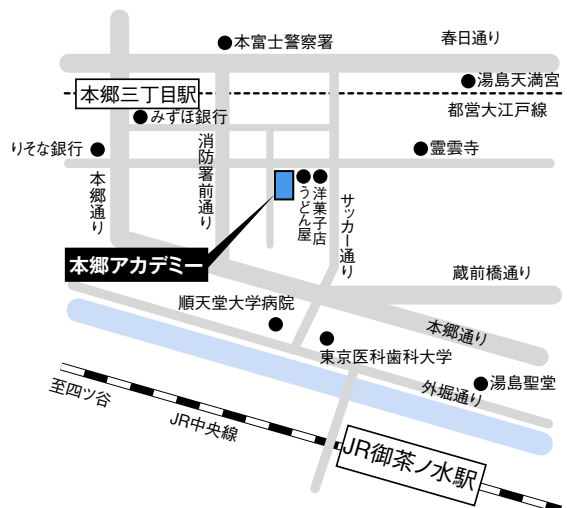 本富士警察署
春日通り
湯島天満宮
本郷三丁目駅
都営大江戸線
みずほ銀行
りそな銀行
霊雲寺
本郷通り
消防署前通り
うどん屋
洋菓子店
サッカー通り
本郷アカデミー
蔵前橋通り
順天堂大学病院
本郷通り
東京医科歯科大学
湯島聖堂
外堀通り
至四ツ谷
JR中央線
JR御茶ノ水駅